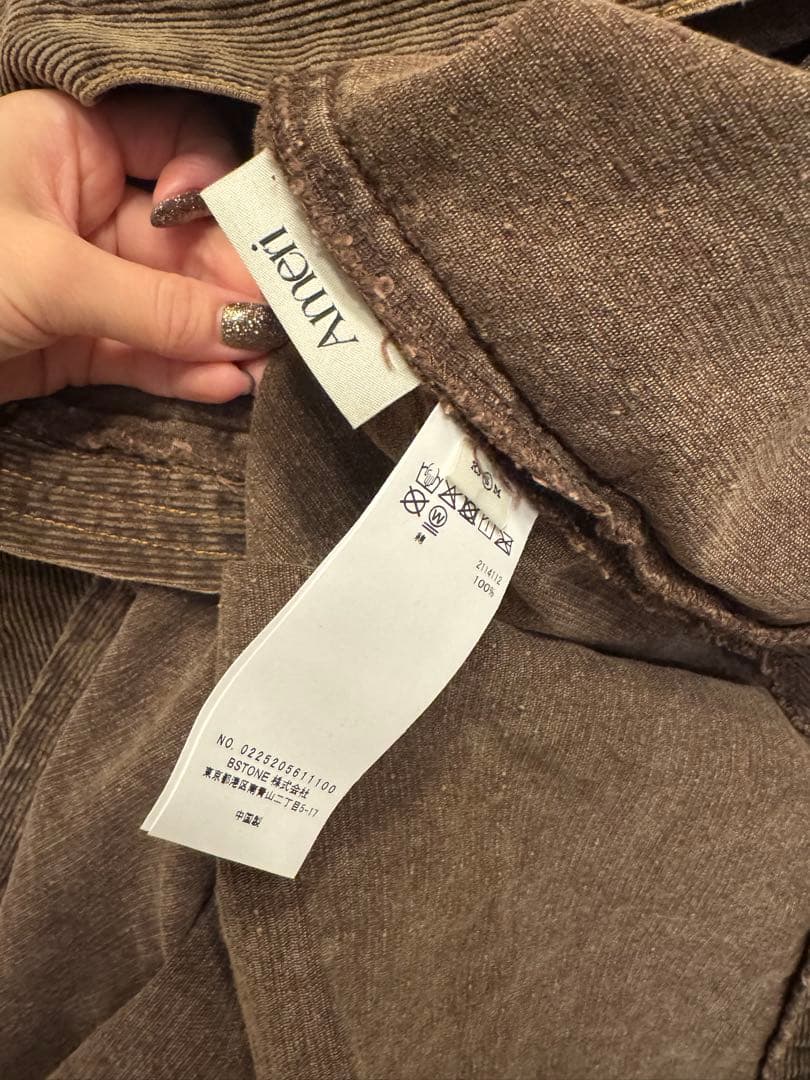 Ameri
M
W
綿
2114112
100%
NO. 0225205611100
BSTONE 株式会社
東京都港区南青山二丁目5-17
中国製